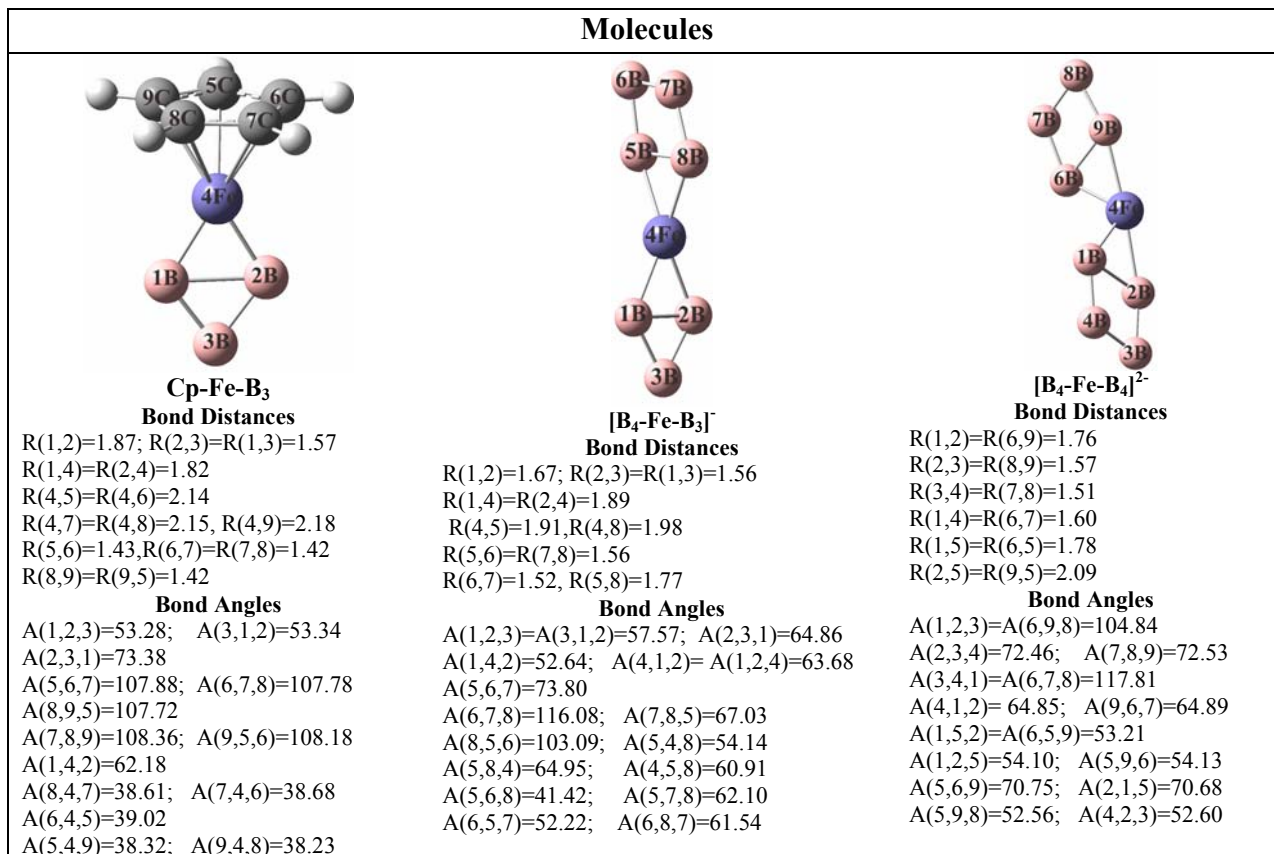 Molecules
5C
9C
6C
8C
7C
4Fe
1B
2B
3B
Cp-Fe-B3
Bond Distances
R(1,2)=1.87; R(2,3)=R(1,3)=1.57
R(1,4)=R(2,4)=1.82
R(4,5)=R(4,6)=2.14
R(4,7)=R(4,8)=2.15, R(4,9)=2.18
R(5,6)=1.43,R(6,7)=R(7,8)=1.42
R(8,9)=R(9,5)=1.42
Bond Angles
A(1,2,3)=53.28; A(3,1,2)=53.34
A(2,3,1)=73.38
A(5,6,7)=107.88; A(6,7,8)=107.78
A(8,9,5)=107.72
A(7,8,9)=108.36; A(9,5,6)=108.18
A(1,4,2)=62.18
A(8,4,7)=38.61; A(7,4,6)=38.68
A(6,4,5)=39.02
A(5,4,9)=38.32; A(9,4,8)=38.23
6B
7B
5B
8B
4Fe
1B
2B
3B
[B4-Fe-B3]-
Bond Distances
R(1,2)=1.67; R(2,3)=R(1,3)=1.56
R(1,4)=R(2,4)=1.89
R(4,5)=1.91,R(4,8)=1.98
R(5,6)=R(7,8)=1.56
R(6,7)=1.52, R(5,8)=1.77
Bond Angles
A(1,2,3)=A(3,1,2)=57.57; A(2,3,1)=64.86
A(1,4,2)=52.64; A(4,1,2)= A(1,2,4)=63.68
A(5,6,7)=73.80
A(6,7,8)=116.08; A(7,8,5)=67.03
A(8,5,6)=103.09; A(5,4,8)=54.14
A(5,8,4)=64.95; A(4,5,8)=60.91
A(5,6,8)=41.42; A(5,7,8)=62.10
A(6,5,7)=52.22; A(6,8,7)=61.54
8B
7B
9B
6B
4Fe
1B
2B
4B
3B
[B4-Fe-B4]2-
Bond Distances
R(1,2)=R(6,9)=1.76
R(2,3)=R(8,9)=1.57
R(3,4)=R(7,8)=1.51
R(1,4)=R(6,7)=1.60
R(1,5)=R(6,5)=1.78
R(2,5)=R(9,5)=2.09
Bond Angles
A(1,2,3)=A(6,9,8)=104.84
A(2,3,4)=72.46; A(7,8,9)=72.53
A(3,4,1)=A(6,7,8)=117.81
A(4,1,2)= 64.85; A(9,6,7)=64.89
A(1,5,2)=A(6,5,9)=53.21
A(1,2,5)=54.10; A(5,9,6)=54.13
A(5,6,9)=70.75; A(2,1,5)=70.68
A(5,9,8)=52.56; A(4,2,3)=52.60